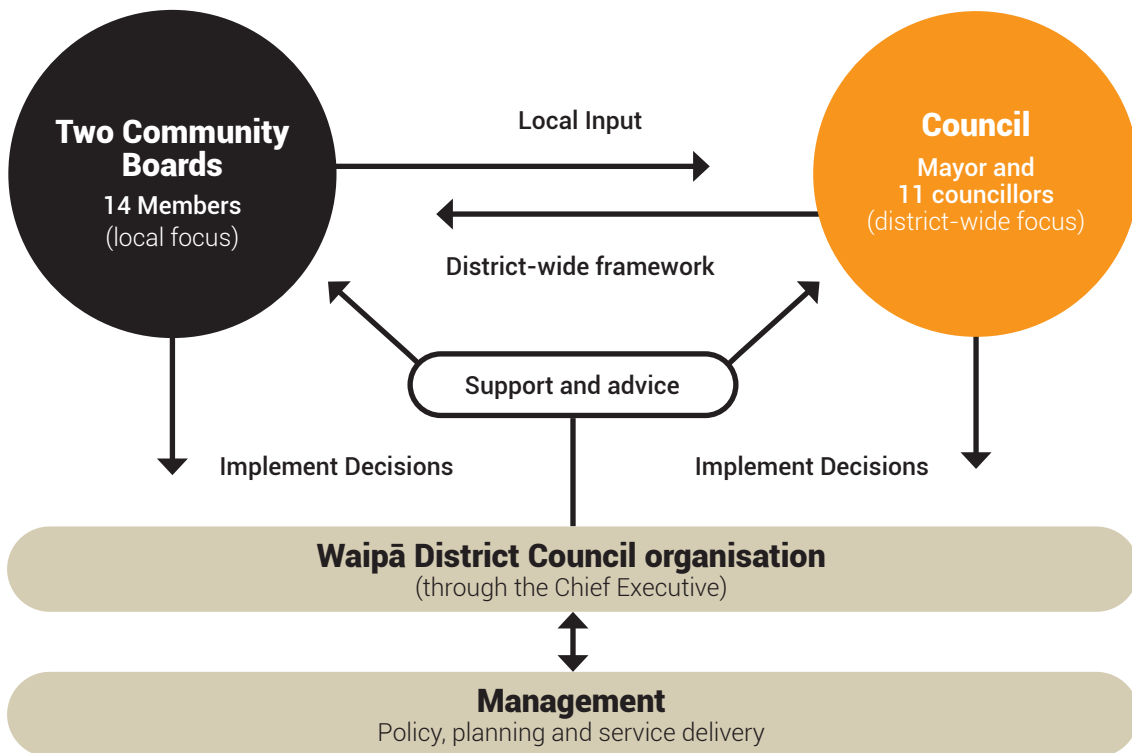 Two Community
Boards
14 Members
(local focus)
Local Input
Council
Mayor and
11 councillors
(district-wide focus)
District-wide framework
Support and advice
Implement Decisions
Implement Decisions
Waipā District Council organisation
(through the Chief Executive)
Management
Policy, planning and service delivery